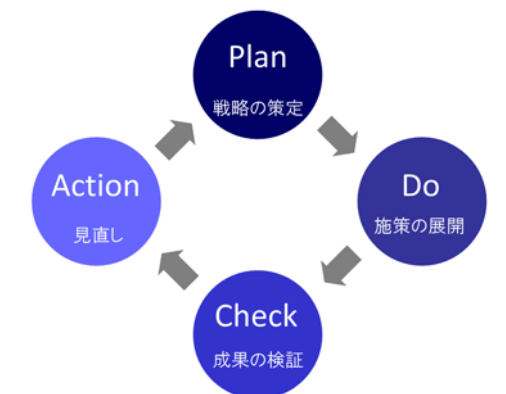 Plan
戦略の策定
Do
施策の展開
Check
成果の検証
Action
見直し